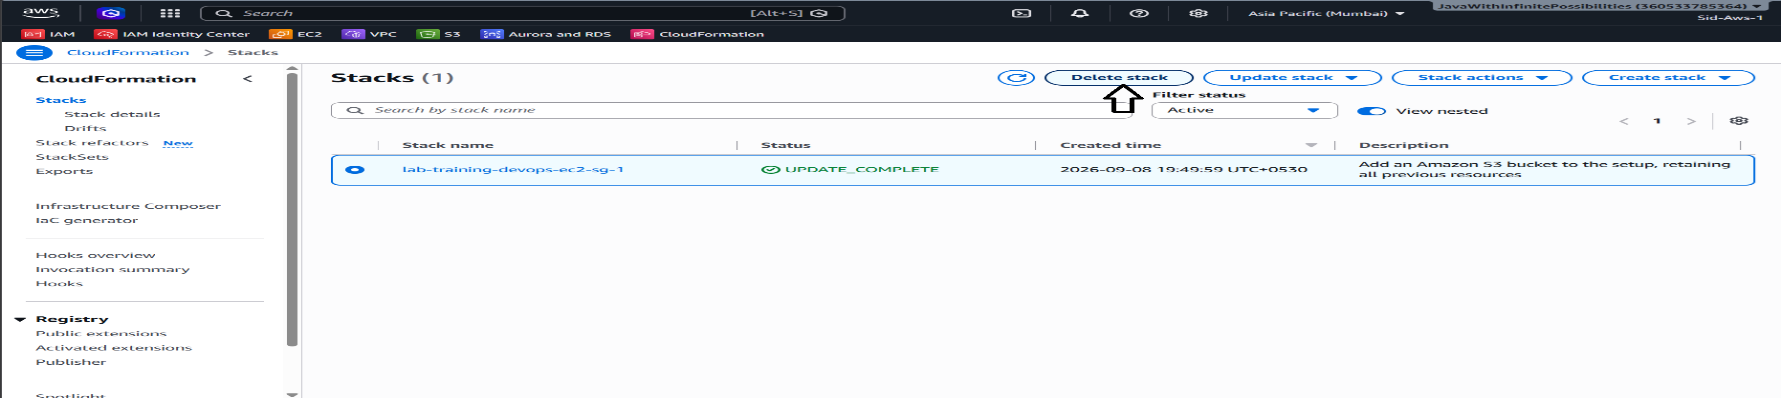 aws Search [Alt+S] Asia Pacific (Mumbai) JavaWithInfinitePossibilities (360533785364)
Sid-Aws-1
IAM IAM Identity Center EC2 VPC S3 Aurora and RDS CloudFormation
CloudFormation > Stacks
CloudFormation <
Stacks
Stack details
Drifts
Stack refactors New
StackSets
Exports
Infrastructure Composer
IaC generator
Hooks overview
Invocation summary
Hooks
Registry
Public extensions
Activated extensions
Publisher
Spotlight
Stacks (1)
Delete stack Update stack Stack actions Create stack
Search by stack name
Filter status
Active
View nested
< 1 >
Stack name Status Created time Description
lab-training-devops-ec2-sg-1 UPDATE_COMPLETE 2026-09-08 19:49:59 UTC+0530 Add an Amazon S3 bucket to the setup, retaining
all previous resources